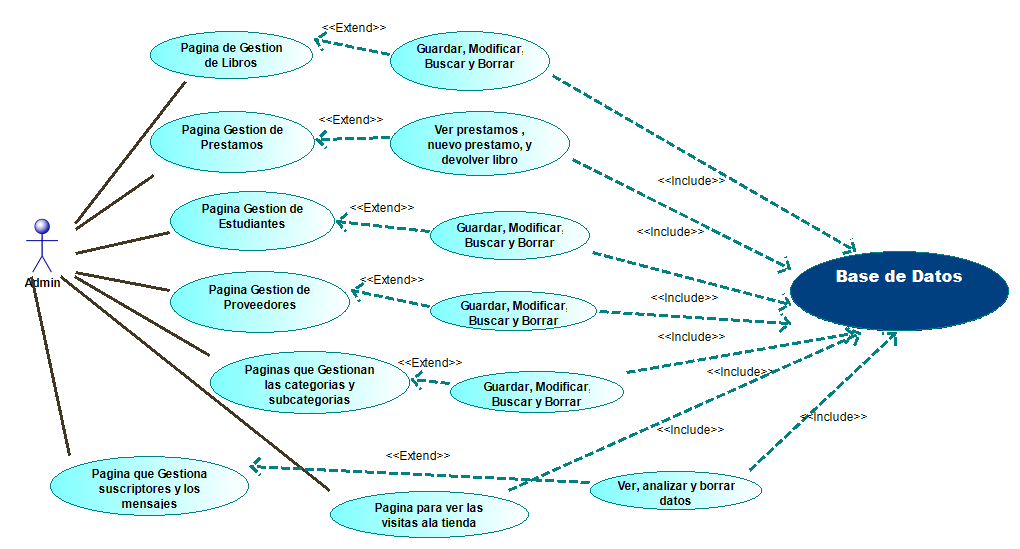 <<Extend>>
Pagina de Gestion
de Libros
Guardar, Modificar,
Buscar y Borrar
<<Extend>>
Pagina Gestion de
Prestamos
Ver prestamos ,
nuevo prestamo, y
devolver libro
<<Include>>
Pagina Gestion de
Estudiantes
<<Extend>>
Guardar, Modificar,
Buscar y Borrar
<<Include>>
Admin
Base de Datos
Pagina Gestion de
Proveedores
<<Extend>>
Guardar, Modificar,
Buscar y Borrar
<<Include>>
<<Include>>
Paginas que Gestionan
las categorias y
subcategorias
<<Extend>>
Guardar, Modificar,
Buscar y Borrar
<<Include>>
<<Include>>
<<Include>>
<<Extend>>
Pagina que Gestiona
suscriptores y los
mensajes
Pagina para ver las
visitas ala tienda
Ver, analizar y borrar
datos